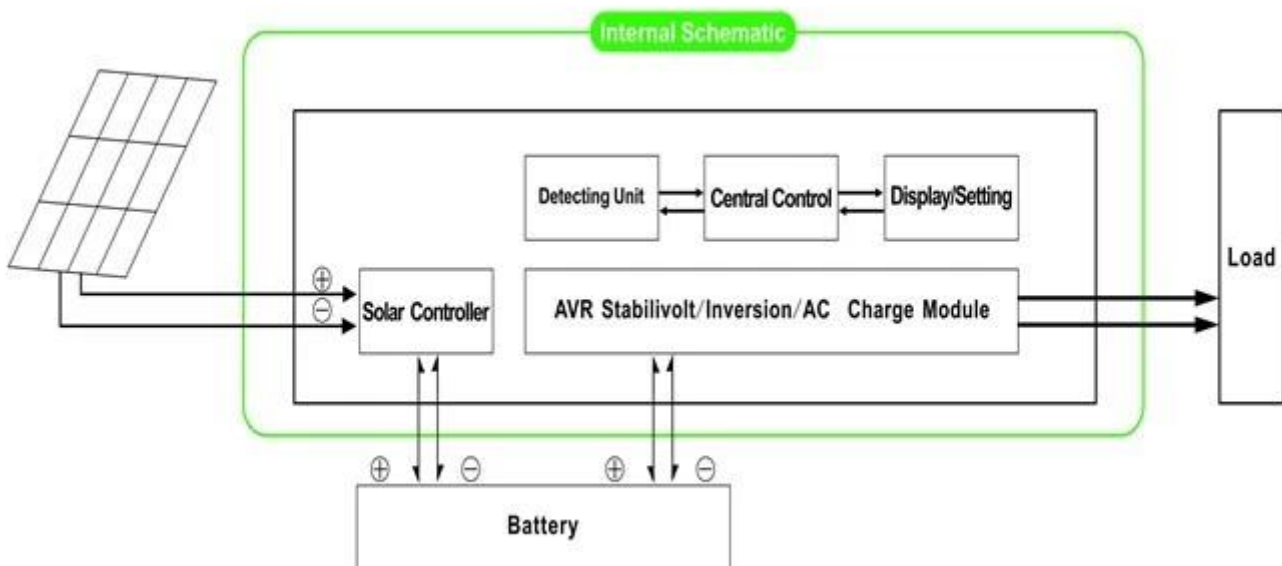 Internal Schematic
Detecting Unit
Central Control
Display/Setting
Load
⊕
⊖
Solar Controller
AVR Stabilivolt/Inversion/AC Charge Module
⊕ ⊖ ⊕ ⊖
Battery